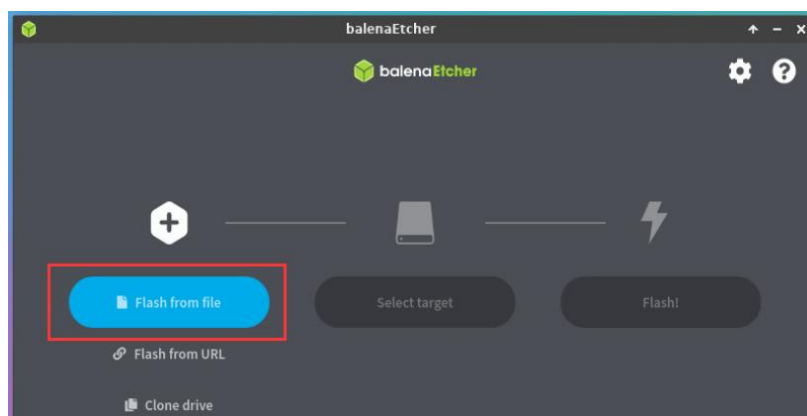 balenaEtcher
balenaEtcher
Flash from file
Select target
Flash!
Flash from URL
Clone drive